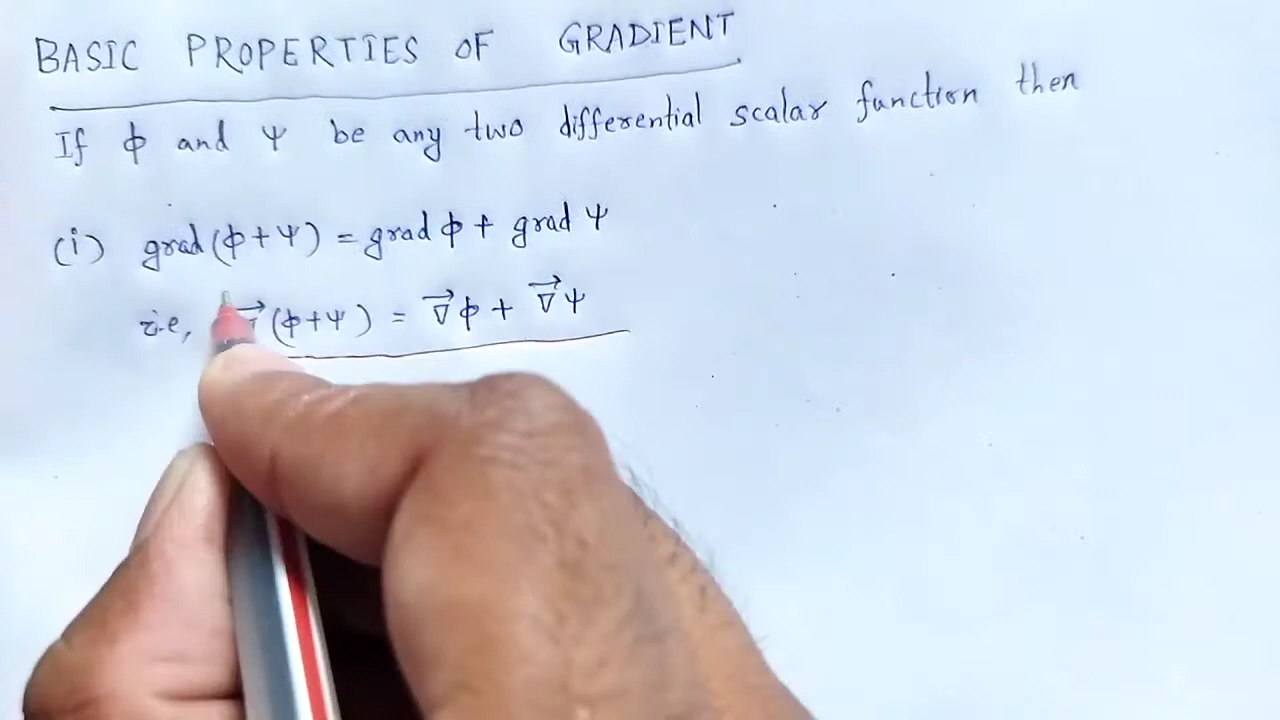 BASIC PROPERTIES OF GRADIENT
If ϕ and ψ be any two differential scalar function then
(i) grad(ϕ+ψ) = grad ϕ + grad ψ
i.e, ∇⃗(ϕ+ψ) = ∇⃗ϕ + ∇⃗ψ